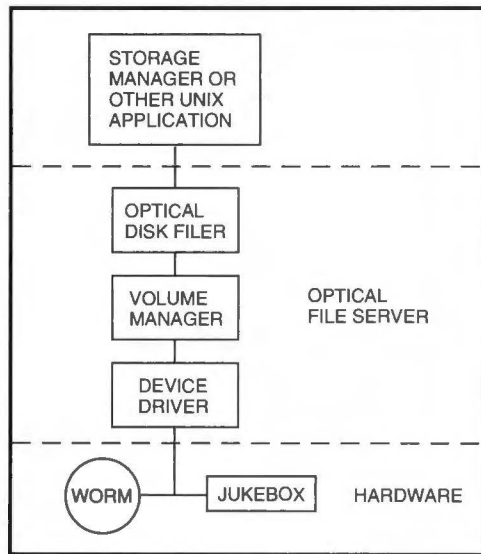 STORAGE
MANAGER OR
OTHER UNIX
APPLICATION
OPTICAL
DISK FILER
VOLUME
MANAGER
OPTICAL
FILE SERVER
DEVICE
DRIVER
WORM
JUKEBOX
HARDWARE